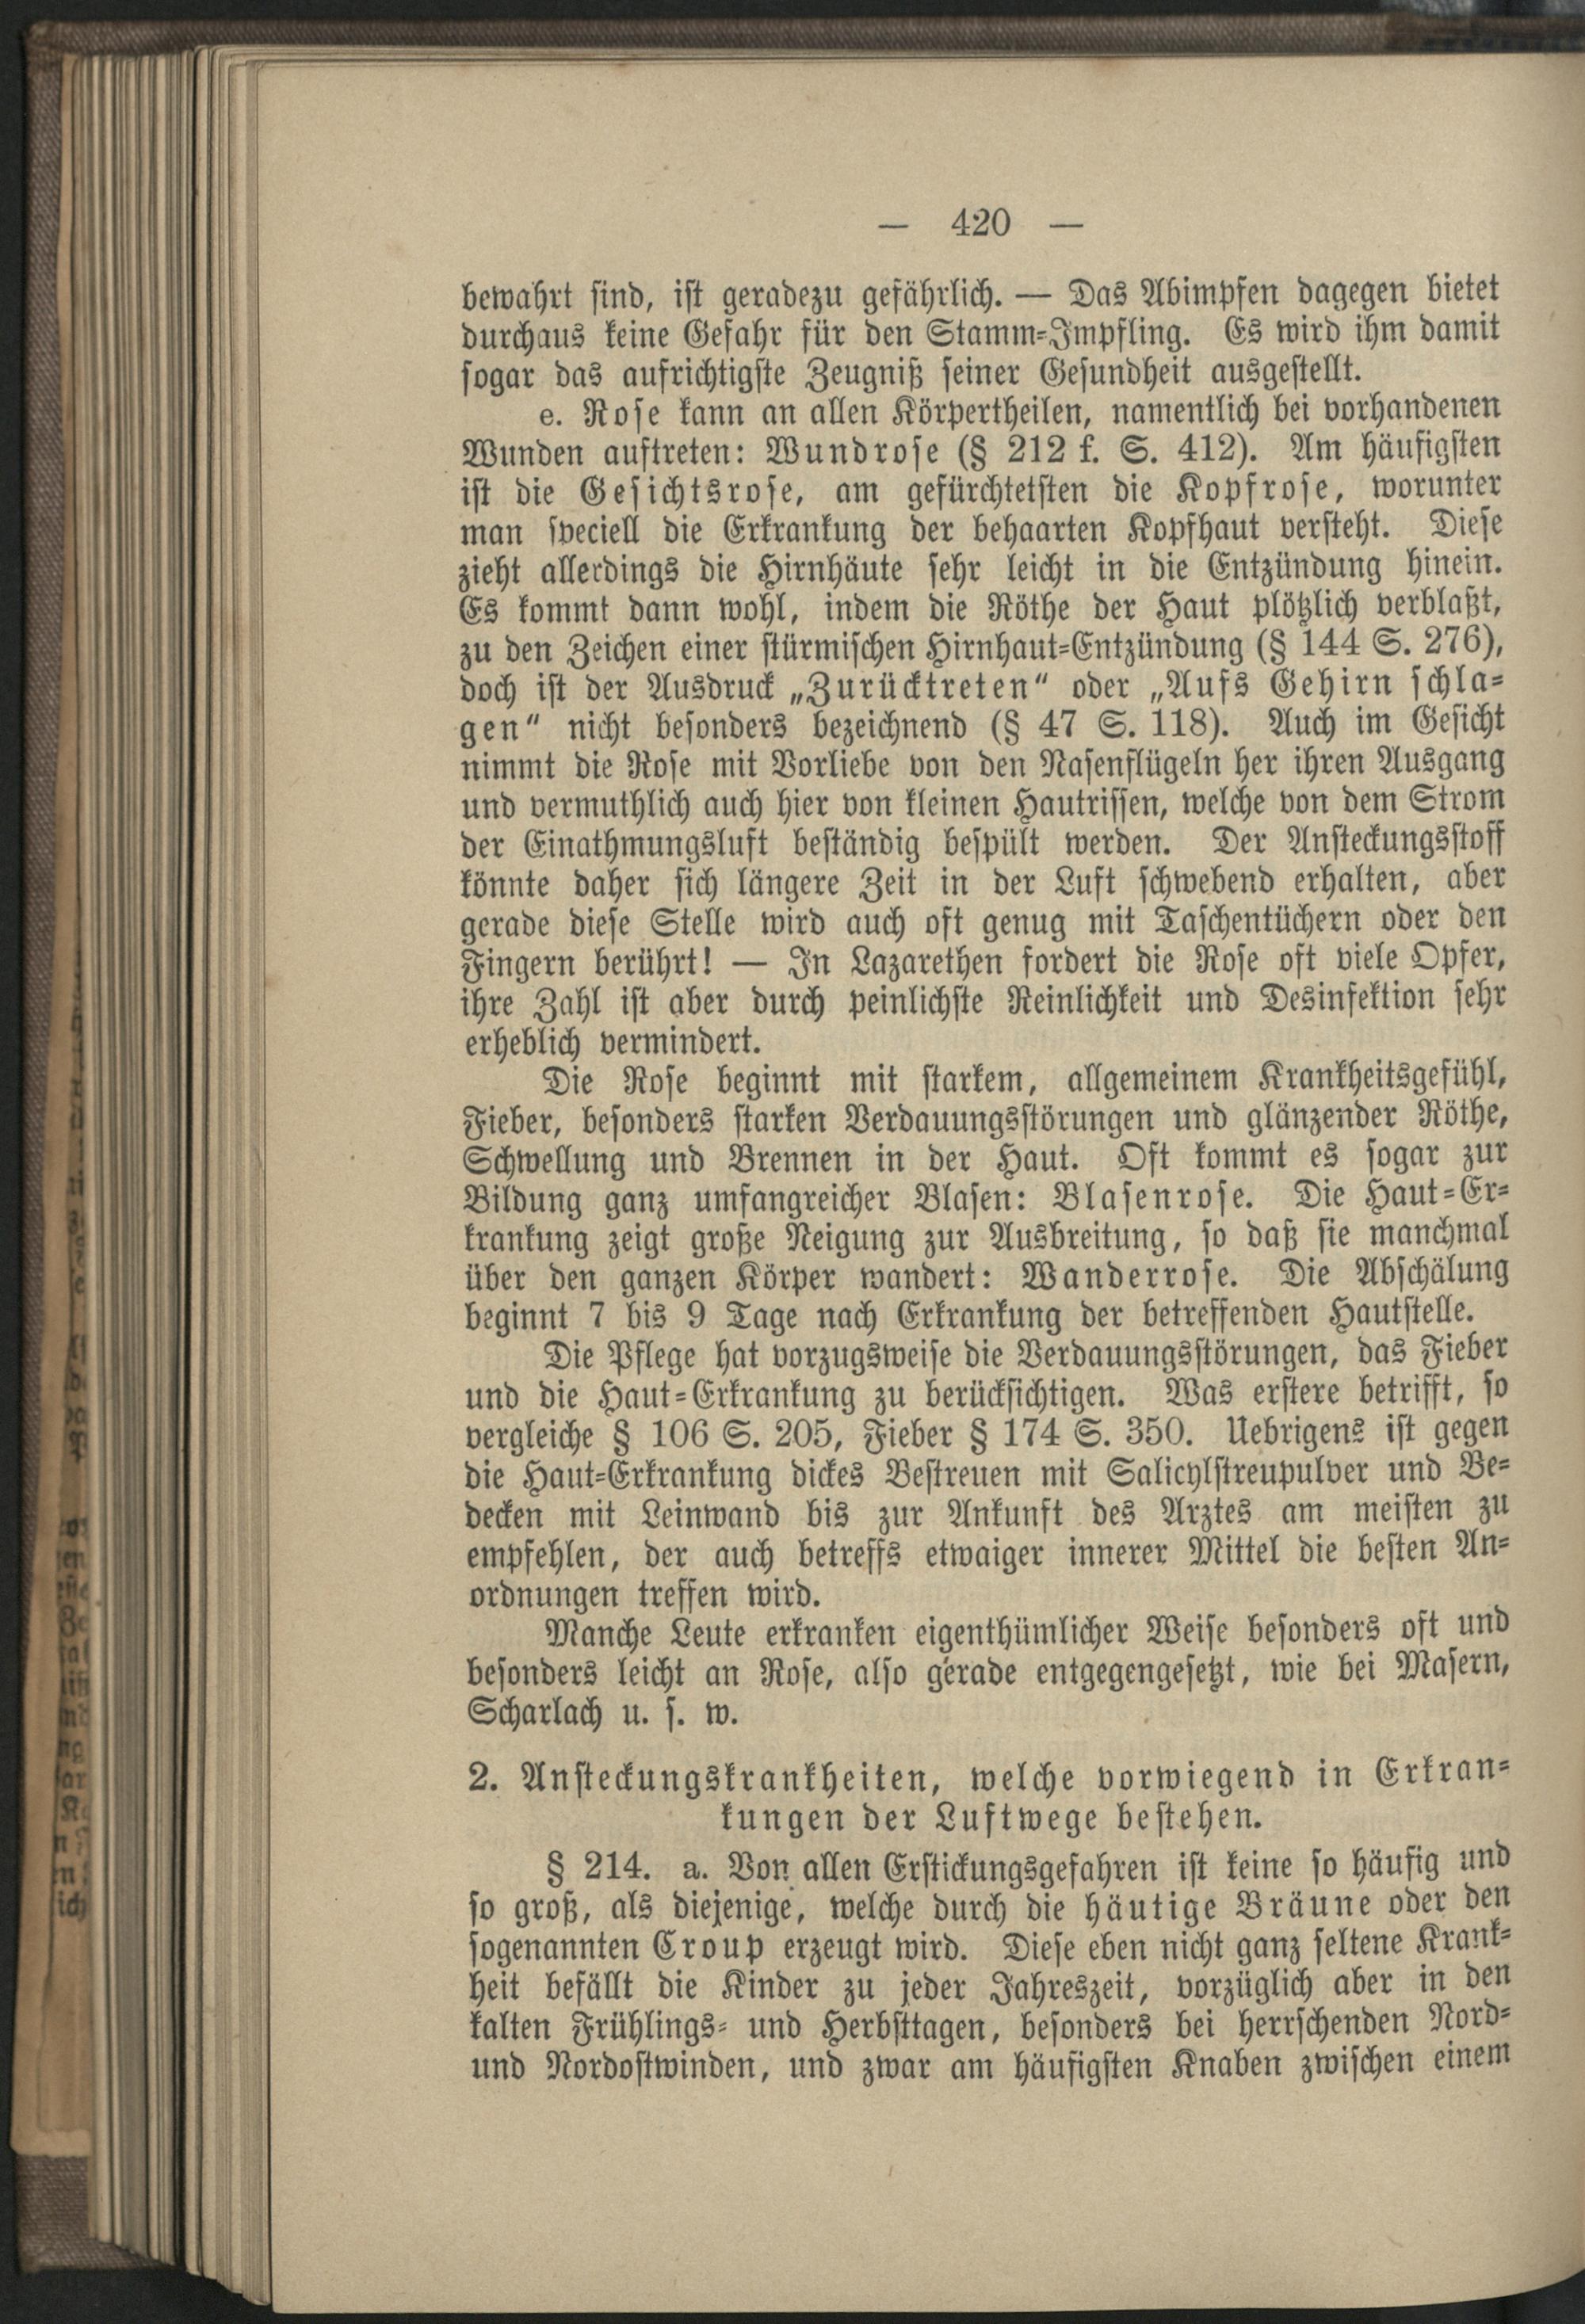 — 420 —
bewahrt sind, ist geradezu gefährlich. — Das Abimpfen dagegen bietet
durchaus keine Gefahr für den Stamm-Impfling. Es wird ihm damit
sogar das aufrichtigste Zeugniß seiner Gesundheit ausgestellt.
e. Rose kann an allen Körpertheilen, namentlich bei vorhandenen
Wunden auftreten: Wundrose (§ 212 f. S. 412). Am häufigsten
ist die Gesichtsrose, am gefürchtetsten die Kopfrose, worunter
man speciell die Erkrankung der behaarten Kopfhaut versteht. Diese
zieht allerdings die Hirnhäute sehr leicht in die Entzündung hinein.
Es kommt dann wohl, indem die Röthe der Haut plötzlich verblaßt,
zu den Zeichen einer stürmischen Hirnhaut-Entzündung (§ 144 S. 276),
doch ist der Ausdruck „Zurücktreten“ oder „Aufs Gehirn schla-
gen“ nicht besonders bezeichnend (§ 47 S. 118). Auch im Gesicht
nimmt die Rose mit Vorliebe von den Nasenflügeln her ihren Ausgang
und vermuthlich auch hier von kleinen Hautrissen, welche von dem Strom
der Einathmungsluft beständig bespült werden. Der Ansteckungsstoff
könnte daher sich längere Zeit in der Luft schwebend erhalten, aber
gerade diese Stelle wird auch oft genug mit Taschentüchern oder den
Fingern berührt! — In Lazarethen fordert die Rose oft viele Opfer,
ihre Zahl ist aber durch peinlichste Reinlichkeit und Desinfektion sehr
erheblich vermindert.
Die Rose beginnt mit starkem, allgemeinem Krankheitsgefühl,
Fieber, besonders starken Verdauungsstörungen und glänzender Röthe,
Schwellung und Brennen in der Haut. Oft kommt es sogar zur
Bildung ganz umfangreicher Blasen: Blasenrose. Die Haut-Er-
krankung zeigt große Neigung zur Ausbreitung, so daß sie manchmal
über den ganzen Körper wandert: Wanderrose. Die Abschälung
beginnt 7 bis 9 Tage nach Erkrankung der betreffenden Hautstelle.
Die Pflege hat vorzugsweise die Verdauungsstörungen, das Fieber
und die Haut-Erkrankung zu berücksichtigen. Was erstere betrifft, so
vergleiche § 106 S. 205, Fieber § 174 S. 350. Uebrigens ist gegen
die Haut-Erkrankung dickes Bestreuen mit Salicylstreupulver und Be-
decken mit Leinwand bis zur Ankunft des Arztes am meisten zu
empfehlen, der auch betreffs etwaiger innerer Mittel die besten An-
ordnungen treffen wird.
Manche Leute erkranken eigenthümlicher Weise besonders oft und
besonders leicht an Rose, also gerade entgegengesetzt, wie bei Masern,
Scharlach u. s. w.
2. Ansteckungskrankheiten, welche vorwiegend in Erkran-
kungen der Luftwege bestehen.
§ 214. a. Von allen Erstickungsgefahren ist keine so häufig und
so groß, als diejenige, welche durch die häutige Bräune oder den
sogenannten Croup erzeugt wird. Diese eben nicht ganz seltene Krank-
heit befällt die Kinder zu jeder Jahreszeit, vorzüglich aber in den
kalten Frühlings- und Herbsttagen, besonders bei herrschenden Nord-
und Nordostwinden, und zwar am häufigsten Knaben zwischen einem